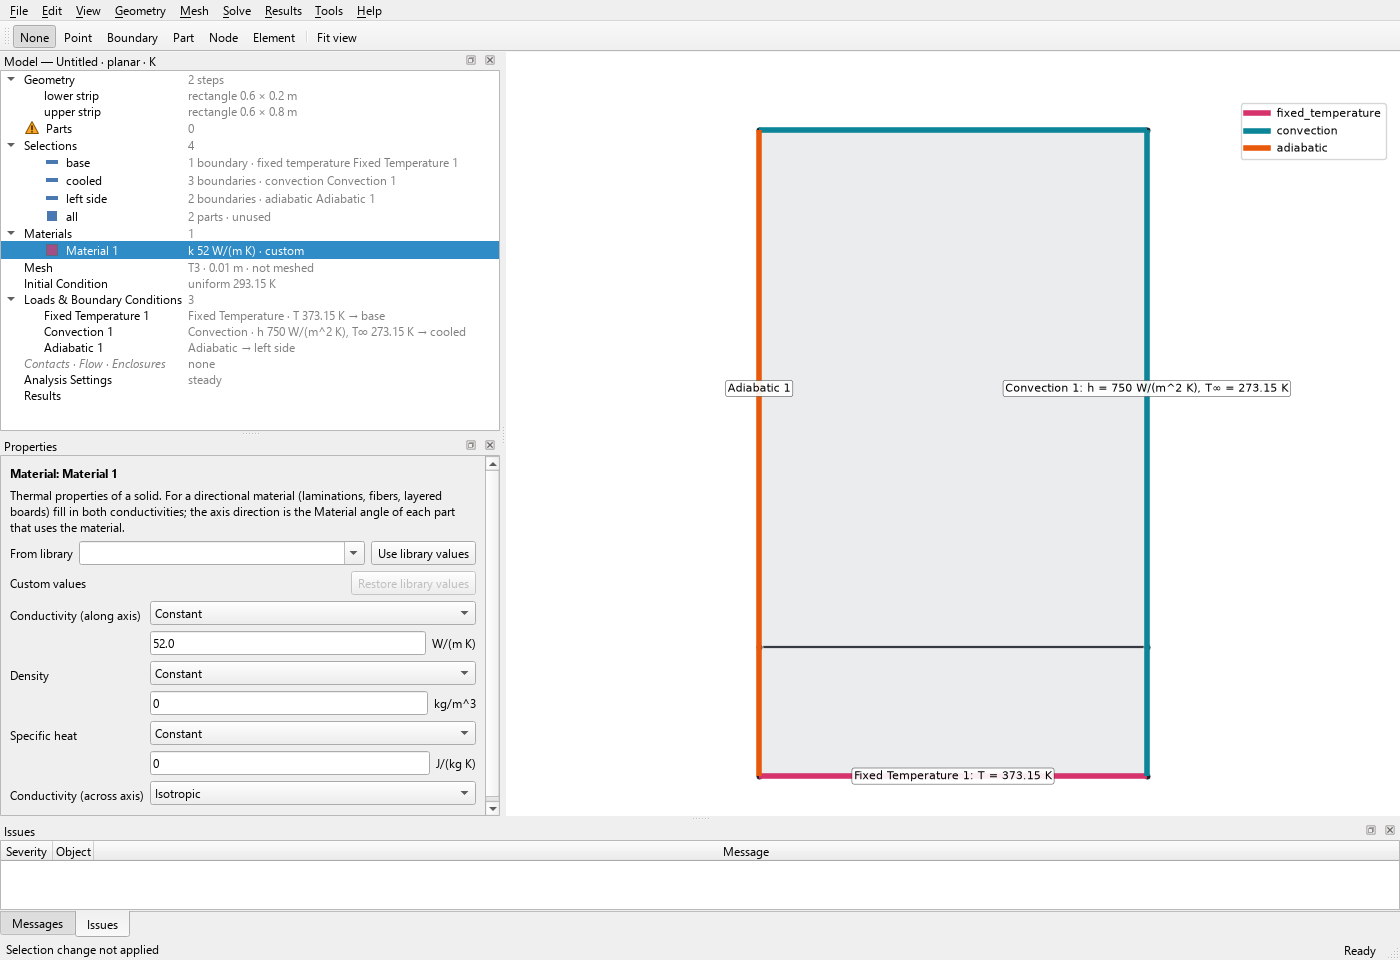 File Edit View Geometry Mesh Solve Results Tools Help
None Point Boundary Part Node Element Fit view
Model — Untitled · planar · K
Geometry 2 steps
lower strip rectangle 0.6 × 0.2 m
upper strip rectangle 0.6 × 0.8 m
Parts 0
Selections 4
base 1 boundary · fixed temperature Fixed Temperature 1
cooled 3 boundaries · convection Convection 1
left side 2 boundaries · adiabatic Adiabatic 1
all 2 parts · unused
Materials 1
Material 1 k 52 W/(m K) · custom
Mesh T3 · 0.01 m · not meshed
Initial Condition uniform 293.15 K
Loads & Boundary Conditions 3
Fixed Temperature 1 Fixed Temperature · T 373.15 K → base
Convection 1 Convection · h 750 W/(m^2 K), T∞ 273.15 K → cooled
Adiabatic 1 Adiabatic → left side
Contacts · Flow · Enclosures none
Analysis Settings steady
Results
Properties
Material: Material 1
Thermal properties of a solid. For a directional material (laminations, fibers, layered
boards) fill in both conductivities; the axis direction is the Material angle of each part
that uses the material.
From library Use library values
Custom values Restore library values
Conductivity (along axis) Constant
52.0 W/(m K)
Density Constant
0 kg/m^3
Specific heat Constant
0 J/(kg K)
Conductivity (across axis) Isotropic
fixed_temperature
convection
adiabatic
Adiabatic 1
Convection 1: h = 750 W/(m^2 K), T∞ = 273.15 K
Fixed Temperature 1: T = 373.15 K
Issues
Severity Object Message
Messages Issues
Selection change not applied Ready